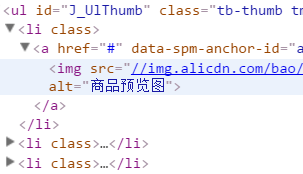 <ul id="J_UlThumb" class="tb-thumb tm
▼<li class>
▼<a href="#" data-spm-anchor-id="a
<img src="//img.alicdn.com/bao/
alt="商品预览图">
</a>
</li>
▶<li class>…</li>
▶<li class>…</li>